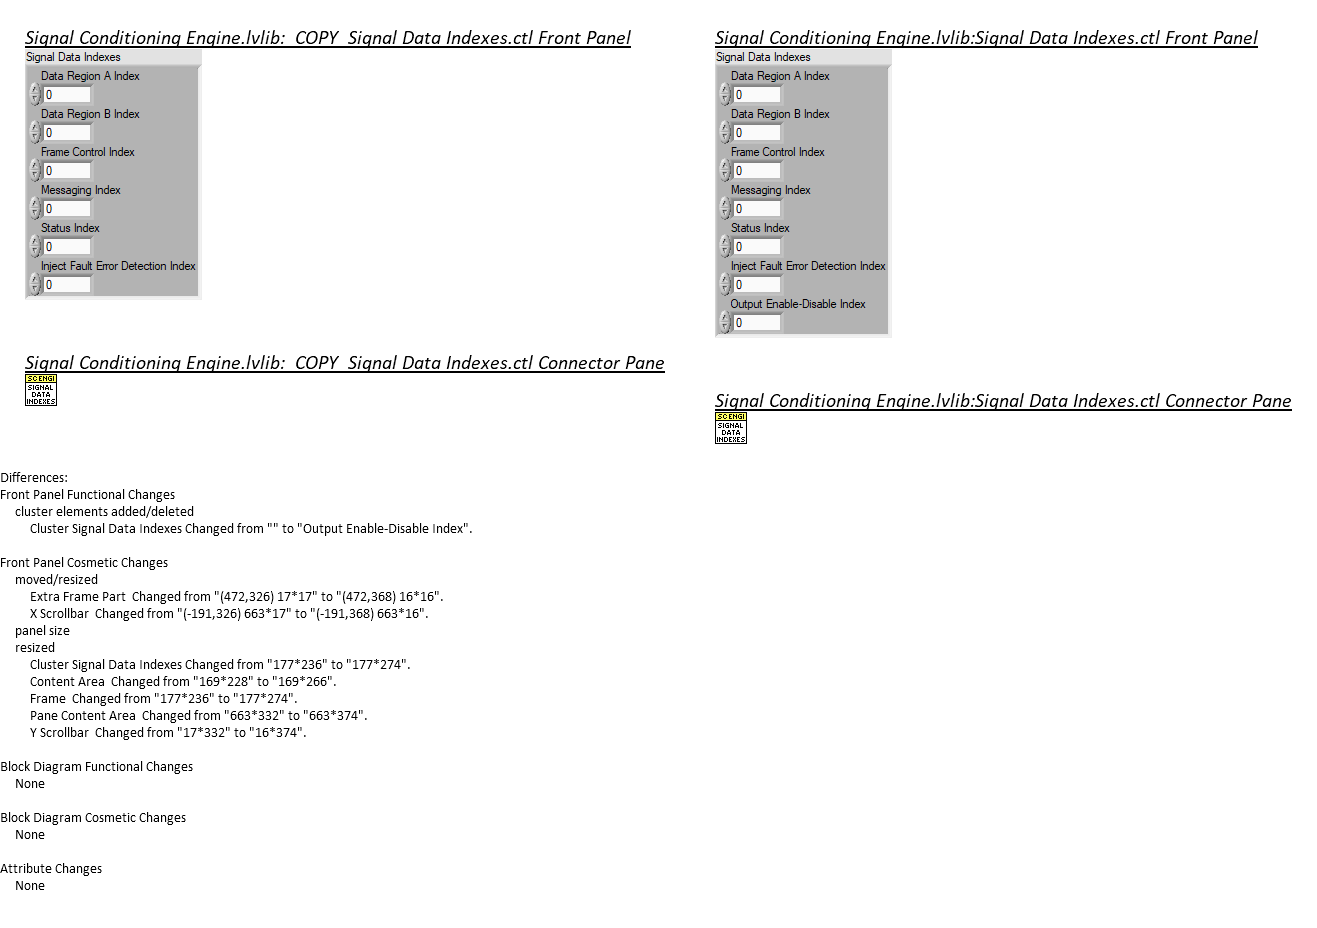 Signal Conditioning Engine.lvlib:  COPY  Signal Data Indexes.ctl Front Panel
Signal Data Indexes
Data Region A Index
0
Data Region B Index
0
Frame Control Index
0
Messaging Index
0
Status Index
0
Inject Fault Error Detection Index
0
Signal Conditioning Engine.lvlib:  COPY  Signal Data Indexes.ctl Connector Pane
SC ENGI
SIGNAL
DATA
INDEXES
Signal Conditioning Engine.lvlib:Signal Data Indexes.ctl Front Panel
Signal Data Indexes
Data Region A Index
0
Data Region B Index
0
Frame Control Index
0
Messaging Index
0
Status Index
0
Inject Fault Error Detection Index
0
Output Enable-Disable Index
0
Signal Conditioning Engine.lvlib:Signal Data Indexes.ctl Connector Pane
SC ENGI
SIGNAL
DATA
INDEXES
Differences:
Front Panel Functional Changes
cluster elements added/deleted
Cluster Signal Data Indexes Changed from "" to "Output Enable-Disable Index".
Front Panel Cosmetic Changes
moved/resized
Extra Frame Part  Changed from "(472,326) 17*17" to "(472,368) 16*16".
X Scrollbar  Changed from "(-191,326) 663*17" to "(-191,368) 663*16".
panel size
resized
Cluster Signal Data Indexes Changed from "177*236" to "177*274".
Content Area  Changed from "169*228" to "169*266".
Frame  Changed from "177*236" to "177*274".
Pane Content Area  Changed from "663*332" to "663*374".
Y Scrollbar  Changed from "17*332" to "16*374".
Block Diagram Functional Changes
None
Block Diagram Cosmetic Changes
None
Attribute Changes
None